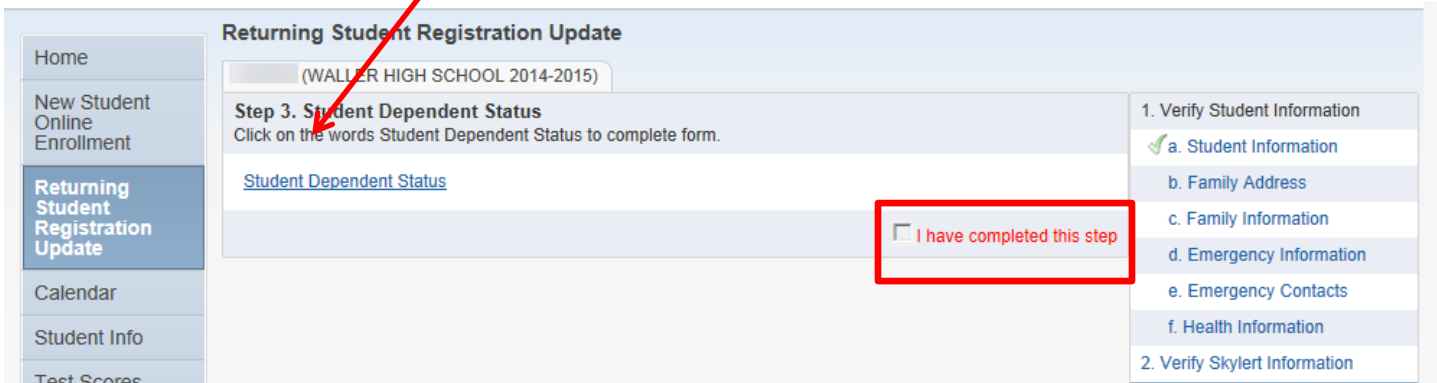 Home
New Student
Online
Enrollment
Returning
Student
Registration
Update
Calendar
Student Info
Test Scores
Returning Student Registration Update
(WALLER HIGH SCHOOL 2014-2015)
Step 3. Student Dependent Status
Click on the words Student Dependent Status to complete form.
Student Dependent Status
I have completed this step
1. Verify Student Information
a. Student Information
b. Family Address
c. Family Information
d. Emergency Information
e. Emergency Contacts
f. Health Information
2. Verify Skylert Information